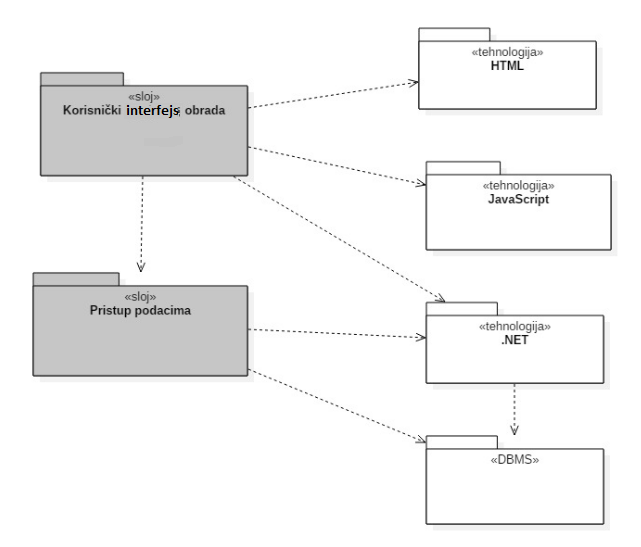 «tehnologija»
HTML
«sloj»
Korisnički interfejs, obrada
«tehnologija»
JavaScript
«sloj»
Pristup podacima
«tehnologija»
.NET
«DBMS»